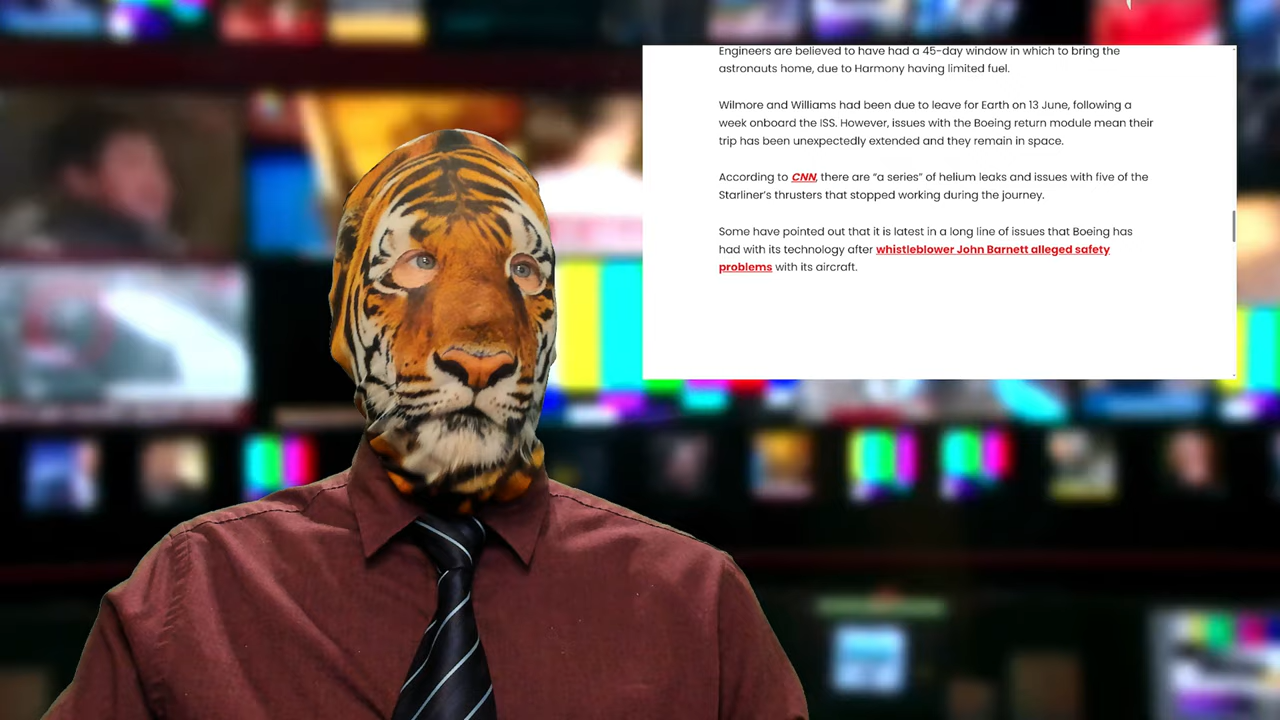 Engineers are believed to have had a 45-day window in which to bring the
astronauts home, due to Harmony having limited fuel.
Wilmore and Williams had been due to leave for Earth on 13 June, following a
week onboard the ISS. However, issues with the Boeing return module mean their
trip has been unexpectedly extended and they remain in space.
According to CNN, there are “a series” of helium leaks and issues with five of the
Starliner’s thrusters that stopped working during the journey.
Some have pointed out that it is latest in a long line of issues that Boeing has
had with its technology after whistleblower John Barnett alleged safety
problems with its aircraft.